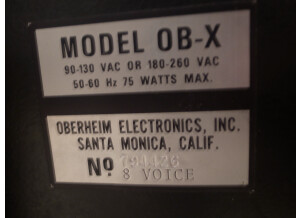 MODEL OB-X
90-130 VAC OR 180-260 VAC
50-60 Hz 75 WATTS MAX.
OBERHEIM ELECTRONICS, INC.
SANTA MONICA, CALIF.
Nº
8 VOICE